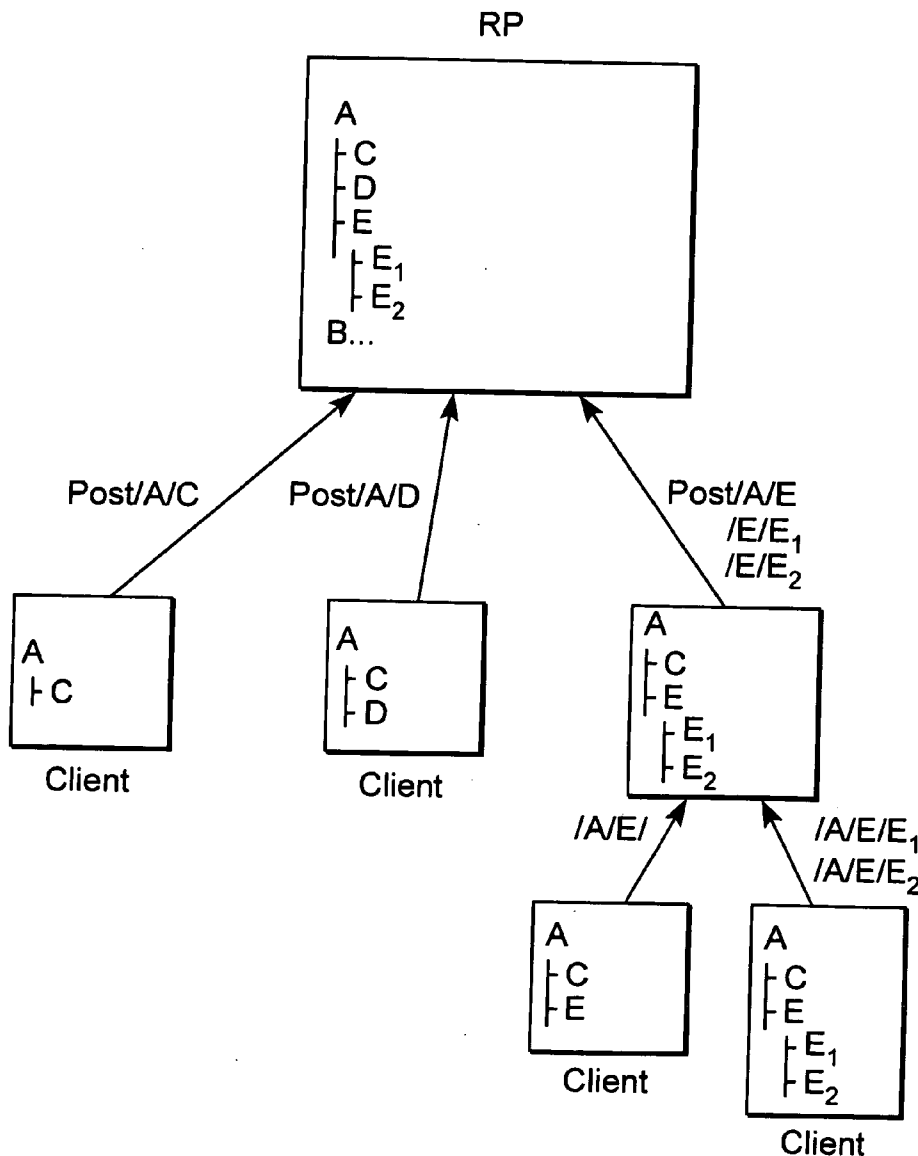 RP
A
C
D
E
E₁
E₂
B...
Post/A/C
Post/A/D
Post/A/E
/E/E₁
/E/E₂
A
C
Client
A
C
D
Client
A
C
E
E₁
E₂
/A/E/
/A/E/E₁
/A/E/E₂
A
C
E
Client
A
C
E
E₁
E₂
Client